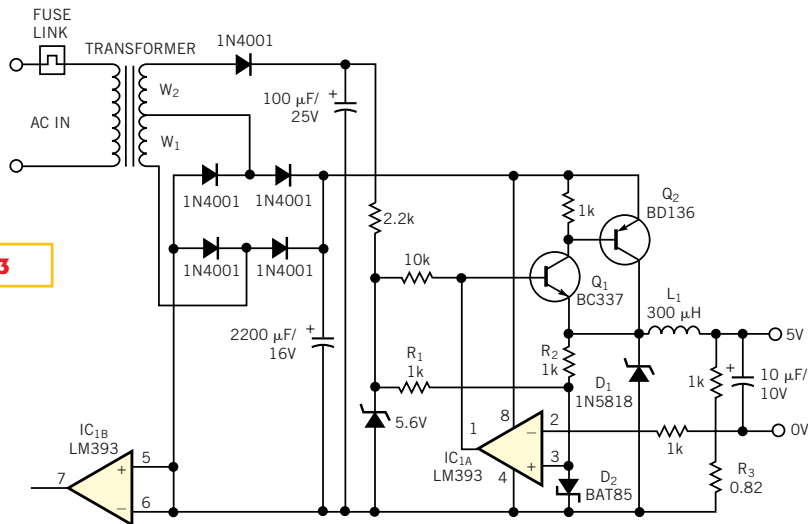 FUSE
LINK
TRANSFORMER
1N4001
W2
100 µF/
25V
AC IN
W1
1N4001
1N4001
Q2
BD136
1k
2.2k
3
1N4001
1N4001
10k
Q1
BC337
L1
300 µH
5V
2200 µF/
16V
R1
1k
R2
1k
D1
1N5818
1k
10 µF/
10V
5.6V
8
IC1B
LM393
1
2
0V
7
5
6
IC1A
LM393
3
4
1k
D2
BAT85
R3
0.82
+
+
+
+
−
+
−
+